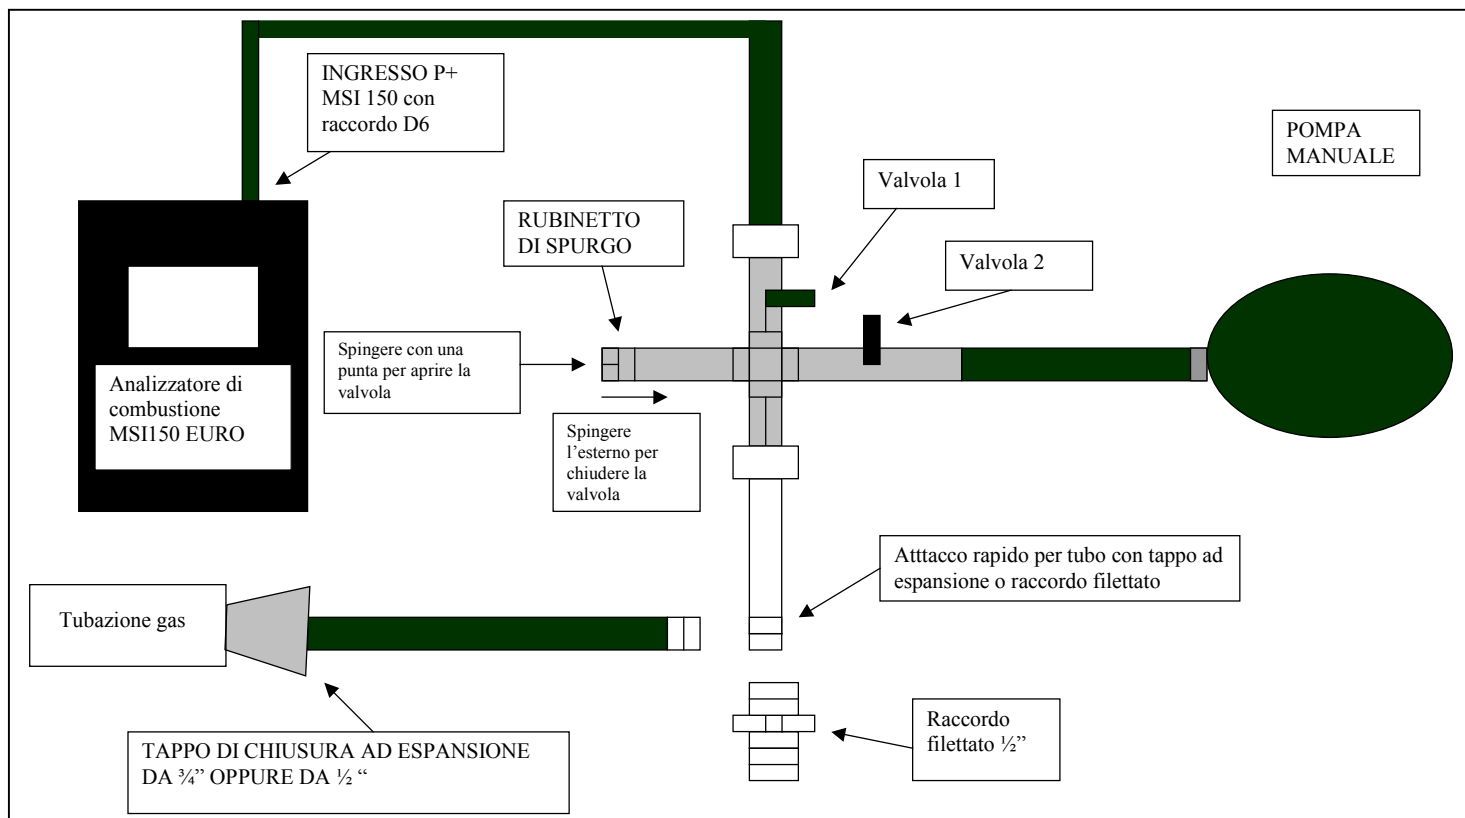 INGRESSO P+
MSI 150 con
raccordo D6
POMPA
MANUALE
Valvola 1
RUBINETTO
DI SPURGO
Valvola 2
Spingere con una
punta per aprire la
valvola
Analizzatore di
combustione
MSI150 EURO
Spingere
l’esterno per
chiudere la
valvola
Atttacco rapido per tubo con tappo ad
espansione o raccordo filettato
Tubazione gas
Raccordo
filettato ½”
TAPPO DI CHIUSURA AD ESPANSIONE
DA ¾” OPPURE DA ½ “